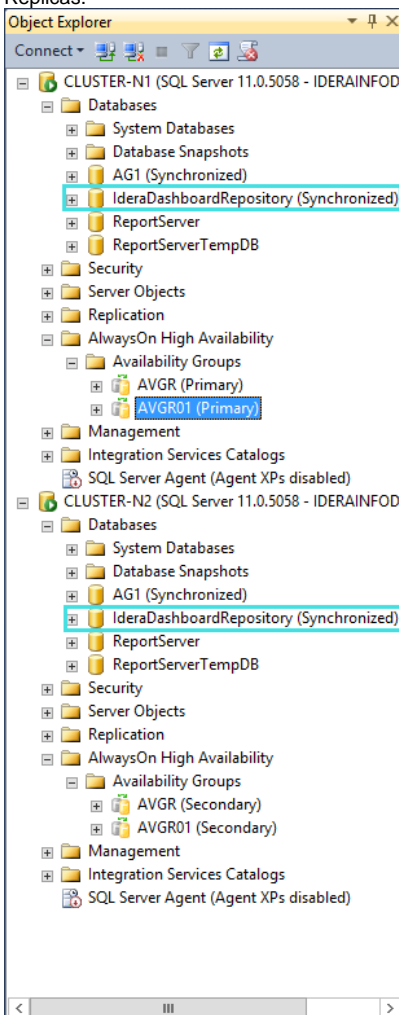 Replicas.
Object Explorer
Connect
CLUSTER-N1 (SQL Server 11.0.5058 - IDERAINFOD
Databases
System Databases
Database Snapshots
AG1 (Synchronized)
IderaDashboardRepository (Synchronized)
ReportServer
ReportServerTempDB
Security
Server Objects
Replication
AlwaysOn High Availability
Availability Groups
AVGR (Primary)
AVGR01 (Primary)
Management
Integration Services Catalogs
SQL Server Agent (Agent XPs disabled)
CLUSTER-N2 (SQL Server 11.0.5058 - IDERAINFOD
Databases
System Databases
Database Snapshots
AG1 (Synchronized)
IderaDashboardRepository (Synchronized)
ReportServer
ReportServerTempDB
Security
Server Objects
Replication
AlwaysOn High Availability
Availability Groups
AVGR (Secondary)
AVGR01 (Secondary)
Management
Integration Services Catalogs
SQL Server Agent (Agent XPs disabled)